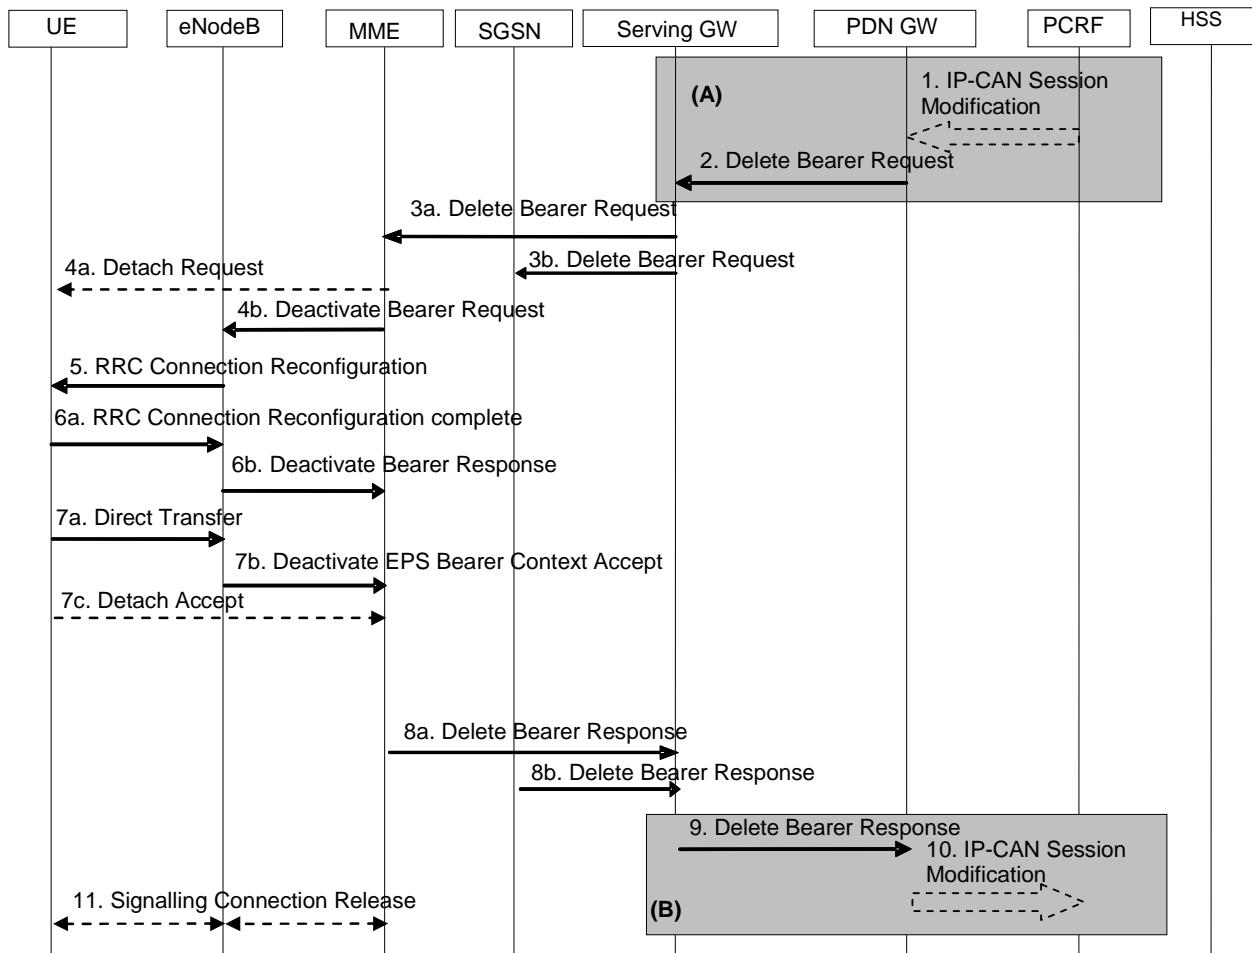 UE
eNodeB
MME
SGSN
Serving GW
PDN GW
PCRF
HSS
(A)
1. IP-CAN Session
Modification
2. Delete Bearer Request
3a. Delete Bearer Request
3b. Delete Bearer Request
4a. Detach Request
4b. Deactivate Bearer Request
5. RRC Connection Reconfiguration
6a. RRC Connection Reconfiguration complete
6b. Deactivate Bearer Response
7a. Direct Transfer
7b. Deactivate EPS Bearer Context Accept
7c. Detach Accept
8a. Delete Bearer Response
8b. Delete Bearer Response
9. Delete Bearer Response
10. IP-CAN Session
Modification
11. Signalling Connection Release
(B)